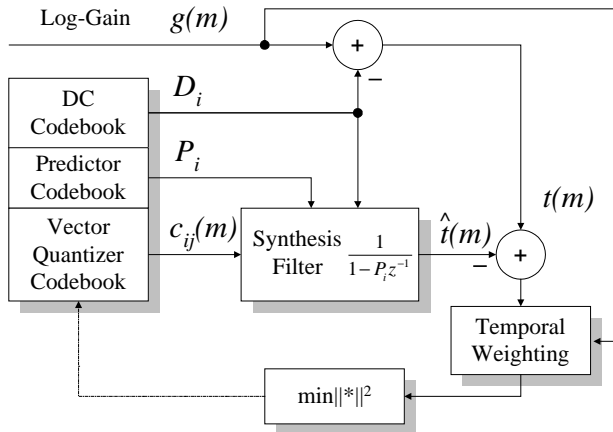 Log-Gain g(m)
+
−
DC
Codebook
D_i
Predictor
Codebook
P_i
Vector
Quantizer
Codebook
c_ij(m)
Synthesis
Filter
1
1−P_i z^−1
t̂(m)
t(m)
−
+
Temporal
Weighting
min||*||²